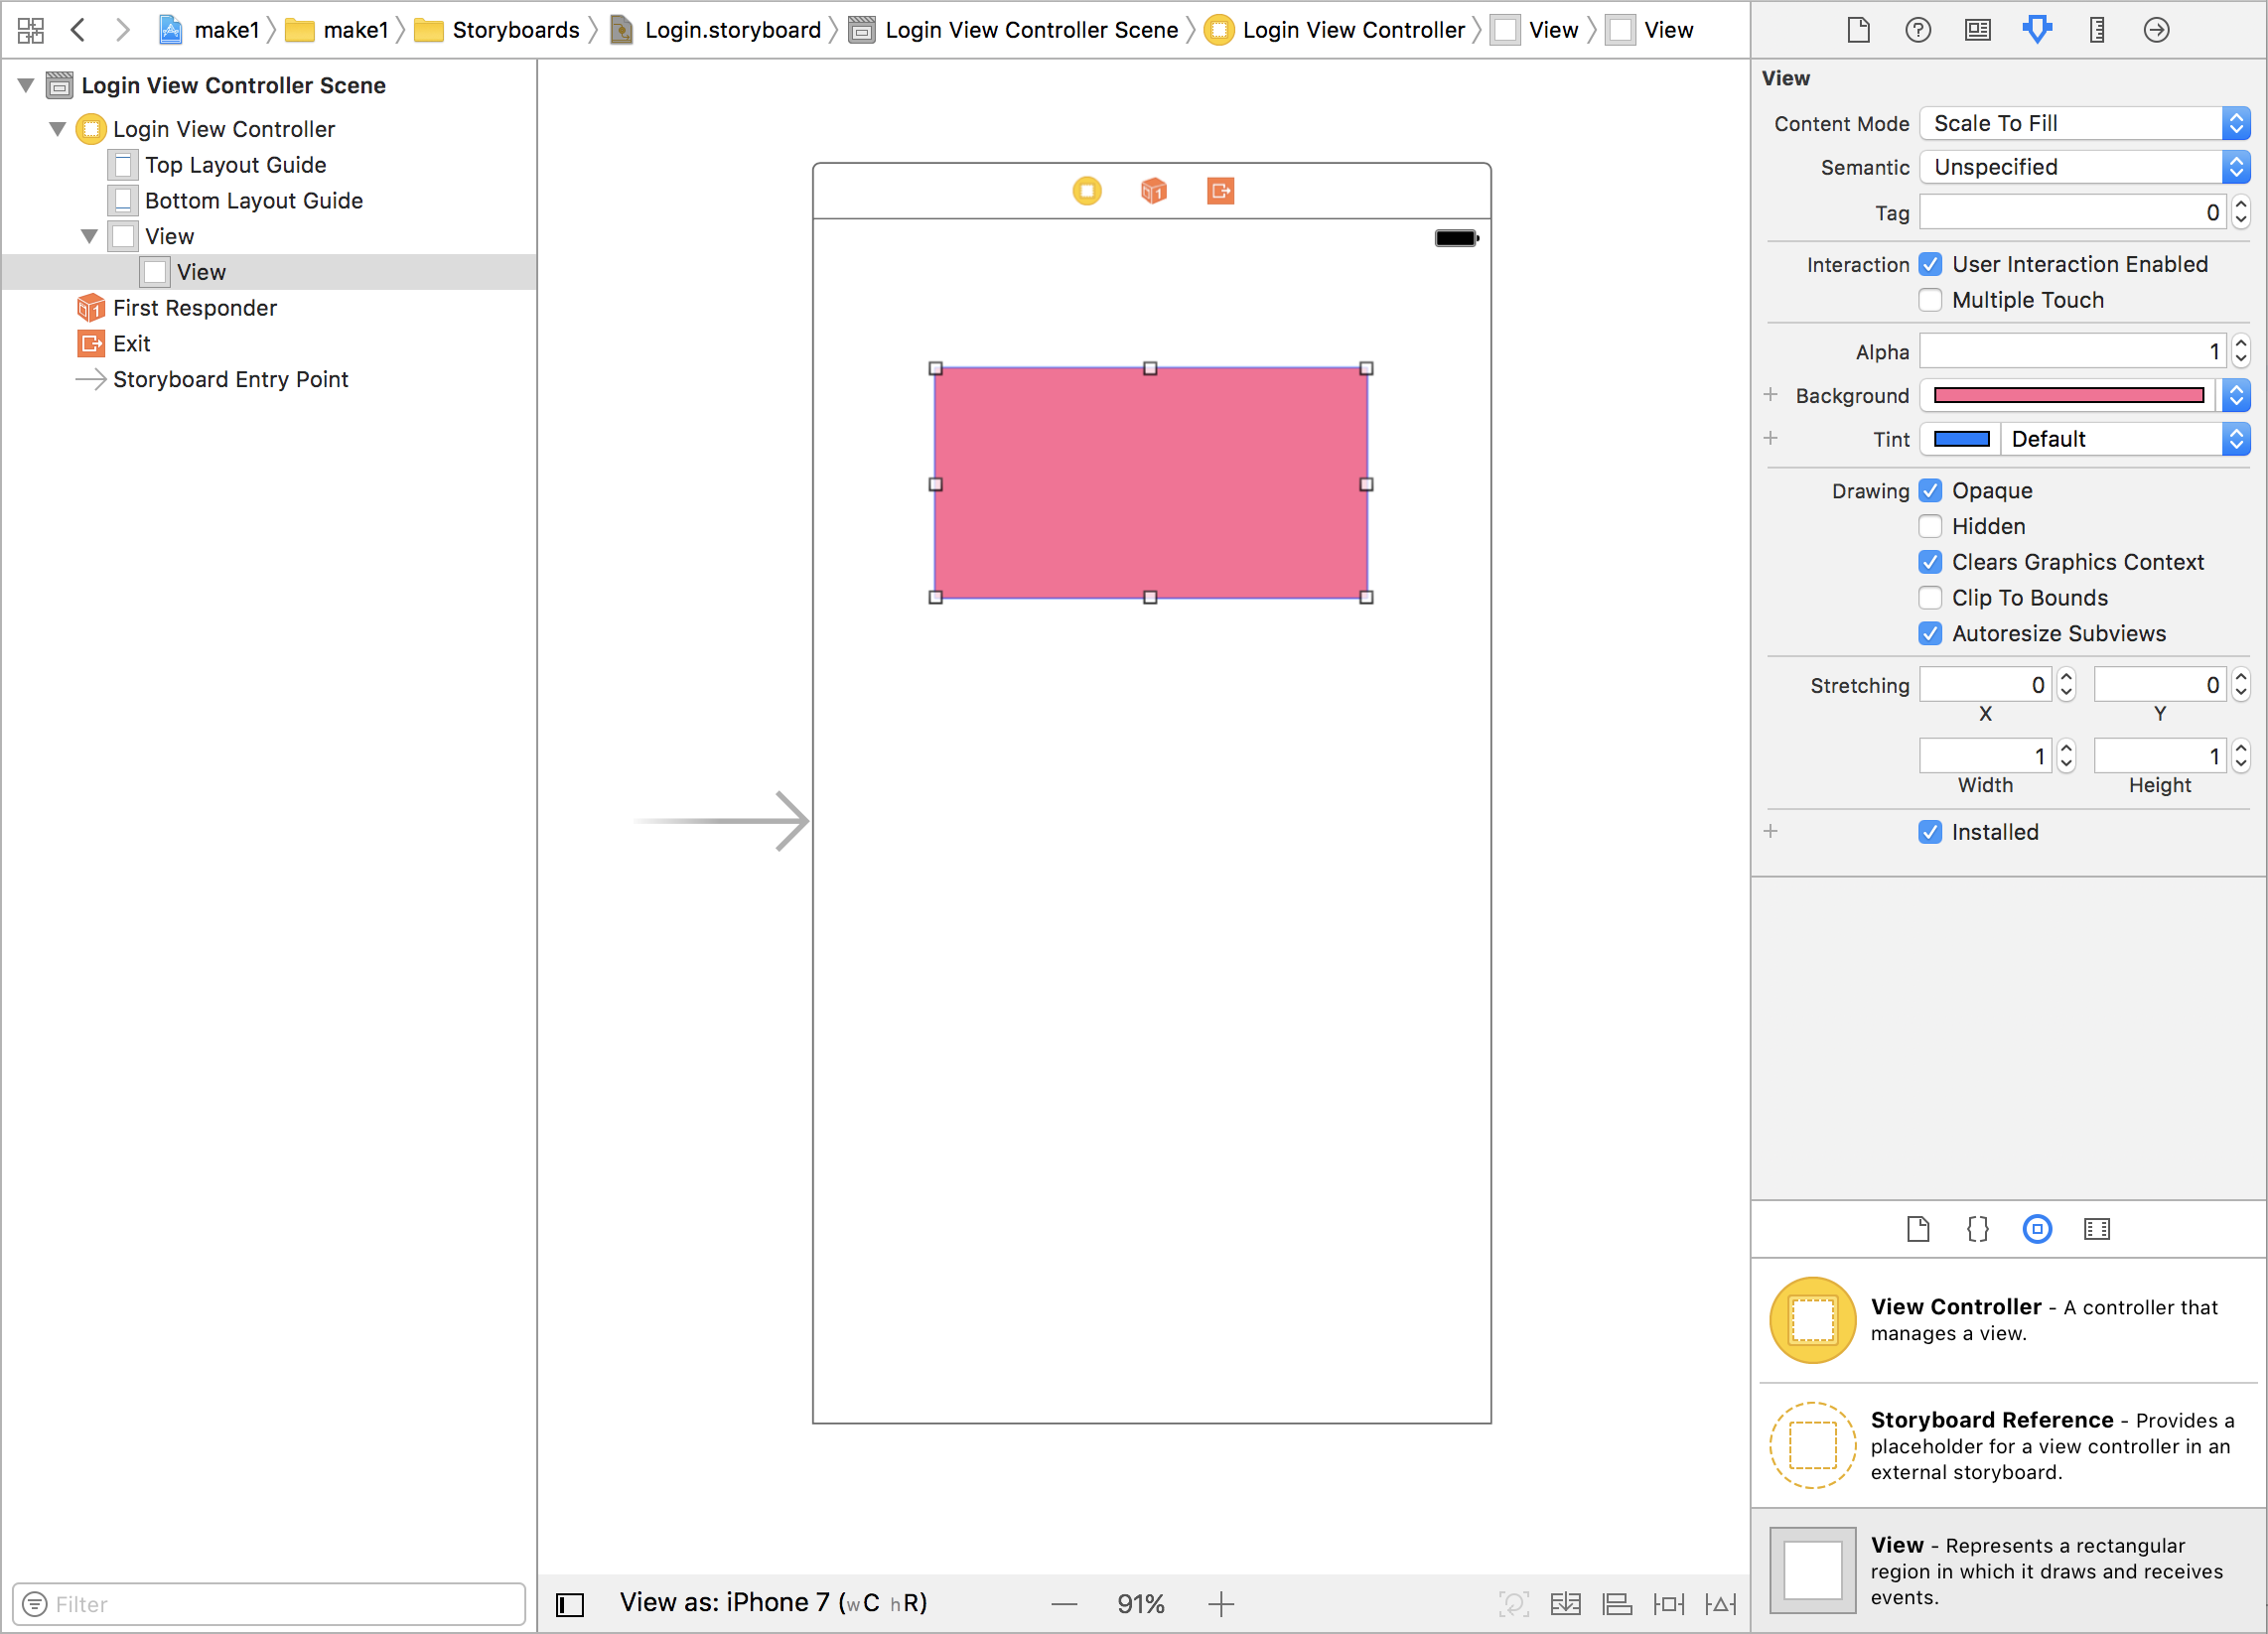 make1 make1 Storyboards Login.storyboard Login View Controller Scene Login View Controller View View
Login View Controller Scene
Login View Controller
Top Layout Guide
Bottom Layout Guide
View
View
First Responder
Exit
Storyboard Entry Point
Filter
1
View as: iPhone 7 (wC hR)
91%
View
Content Mode Scale To Fill
Semantic Unspecified
Tag 0
Interaction User Interaction Enabled
Multiple Touch
Alpha 1
Background
Tint Default
Drawing Opaque
Hidden
Clears Graphics Context
Clip To Bounds
Autoresize Subviews
Stretching 0 0
X Y
1 1
Width Height
Installed
View Controller - A controller that
manages a view.
Storyboard Reference - Provides a
placeholder for a view controller in an
external storyboard.
View - Represents a rectangular
region in which it draws and receives
events.